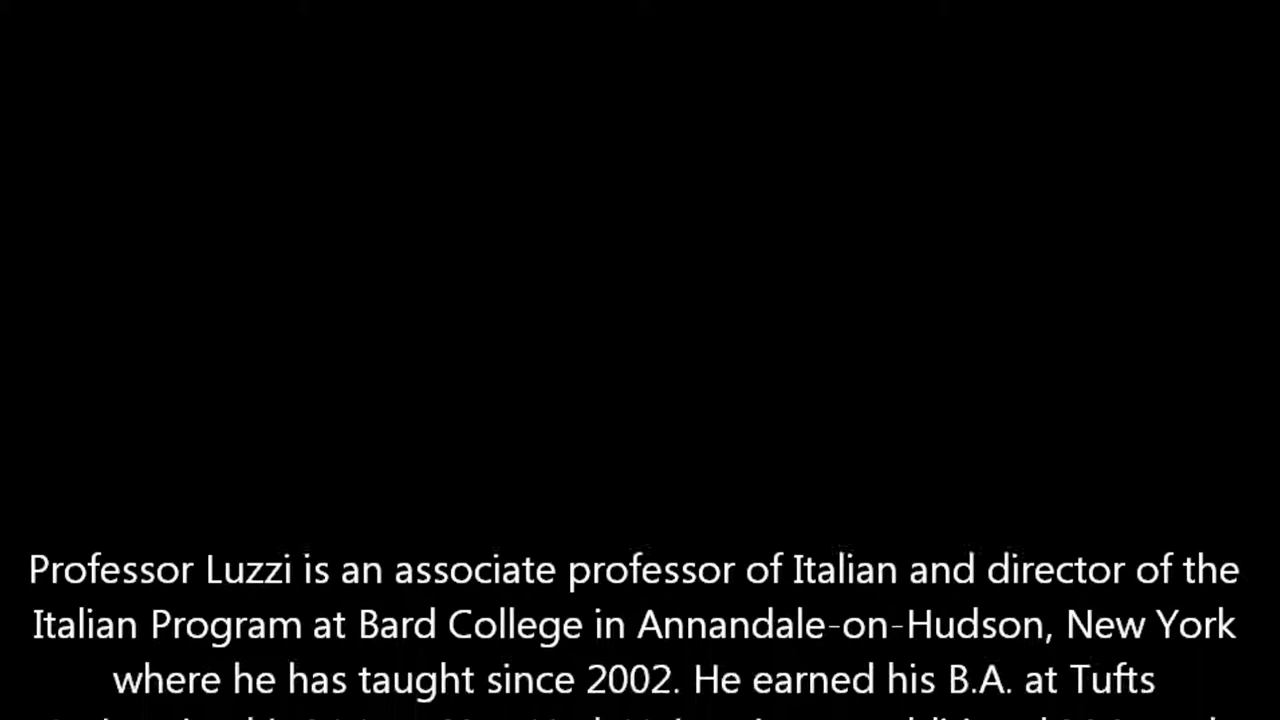 Professor Luzzi is an associate professor of Italian and director of the
Italian Program at Bard College in Annandale-on-Hudson, New York
where he has taught since 2002. He earned his B.A. at Tufts